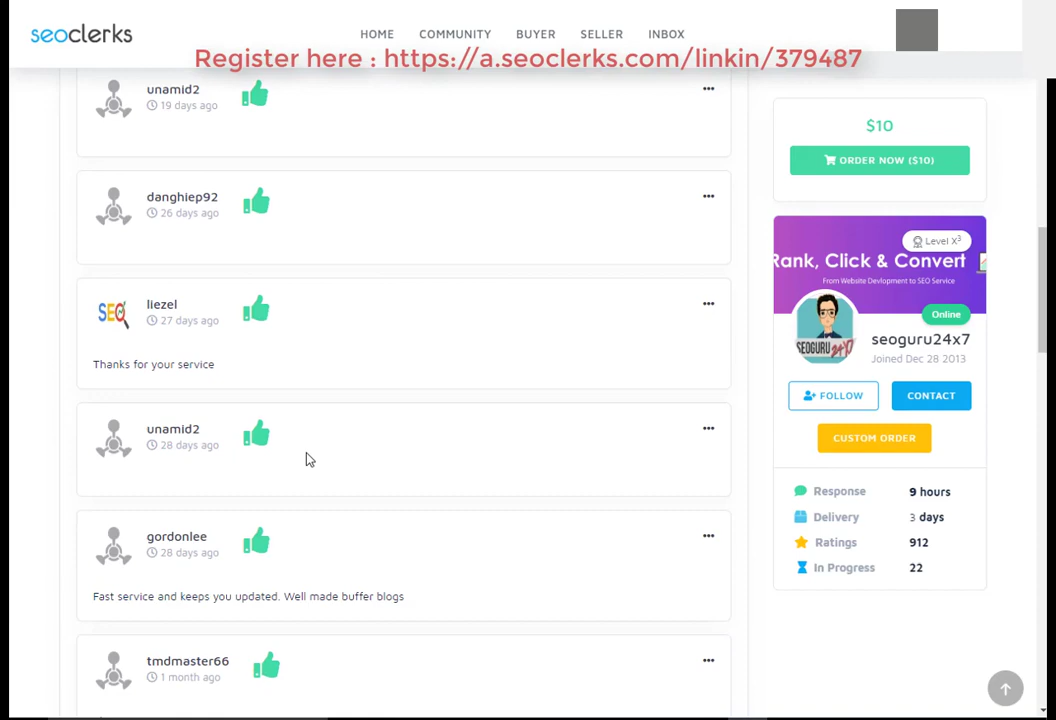 seoclerks
HOME COMMUNITY BUYER SELLER INBOX
Register here : https://a.seoclerks.com/linkin/379487
unamid2
19 days ago
danghiep92
26 days ago
liezel
27 days ago
SEO
Thanks for your service
unamid2
28 days ago
gordonlee
28 days ago
Fast service and keeps you updated. Well made buffer blogs
tmdmaster66
1 month ago
$10
ORDER NOW ($10)
Level X3
Rank, Click & Convert
From Website Devlopment to SEO Service
Online
SEOGURU 24X7
seoguru24x7
Joined Dec 28 2013
FOLLOW CONTACT
CUSTOM ORDER
Response 9 hours
Delivery 3 days
Ratings 912
In Progress 22